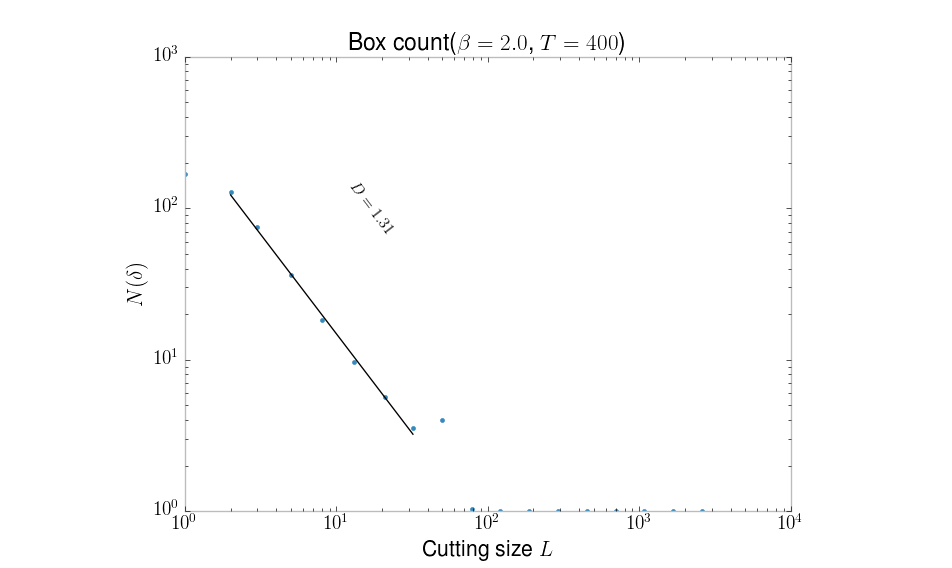 Box count(β = 2.0, T = 400)
10³
10²
10¹
10⁰
N(δ)
D = 1.31
10⁰ 10¹ 10² 10³ 10⁴
Cutting size L